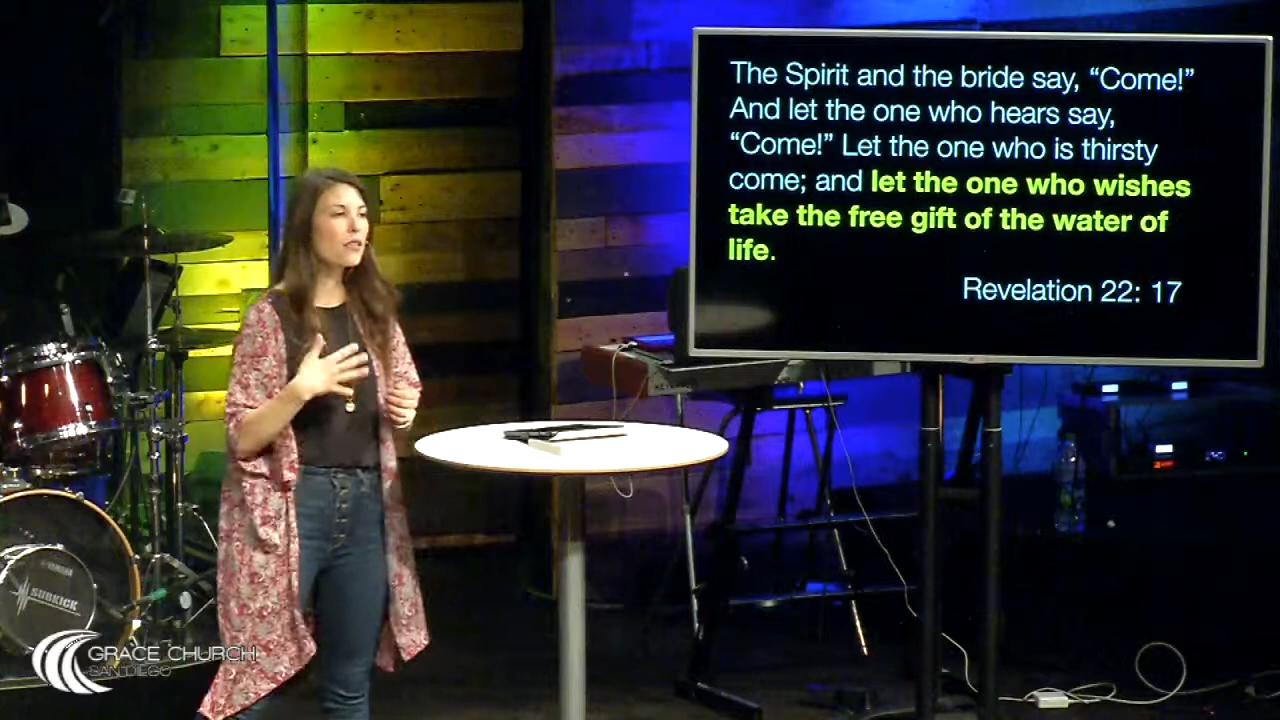 The Spirit and the bride say, “Come!”
And let the one who hears say,
“Come!” Let the one who is thirsty
come; and let the one who wishes
take the free gift of the water of
life.
Revelation 22: 17
YAMAHA
SUBKICK
GRACE CHURCH
SAN DIEGO